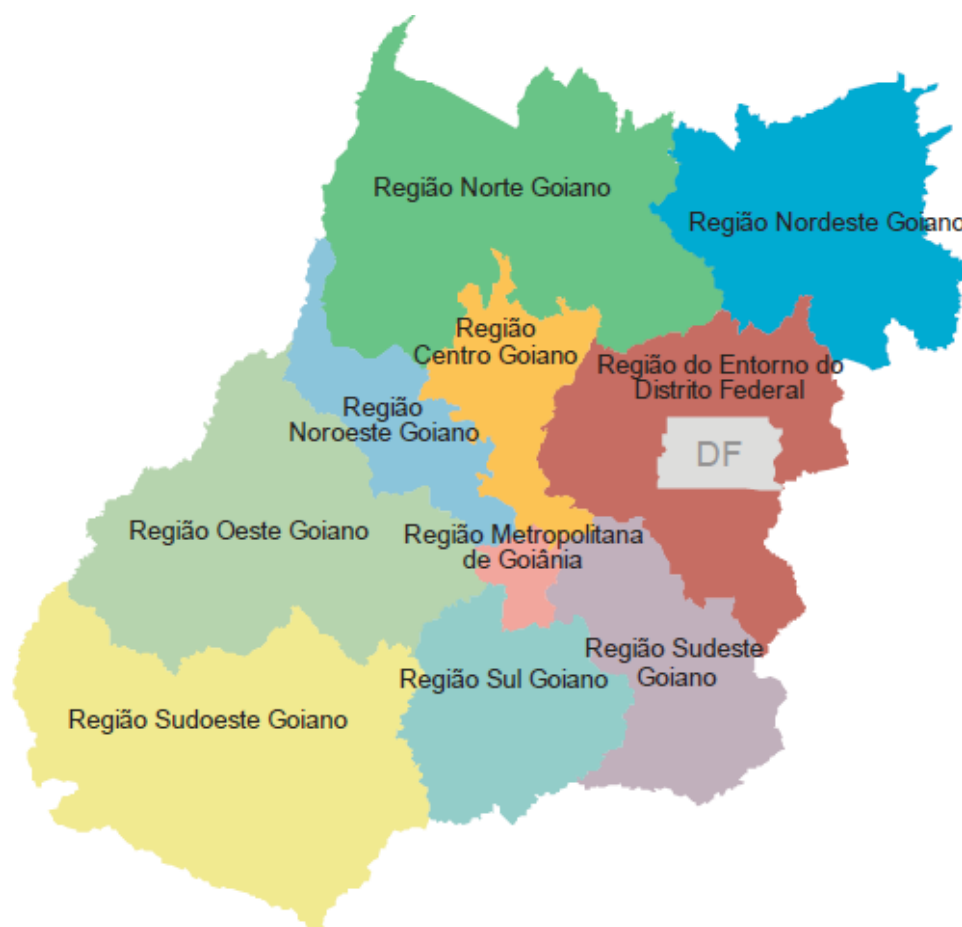 Região Norte Goiano
Região Nordeste Goiano
Região
Centro Goiano
Região do Entorno do
Distrito Federal
Região
Noroeste Goiano
DF
Região Oeste Goiano
Região Metropolitana
de Goiânia
Região Sudeste
Goiano
Região Sul Goiano
Região Sudoeste Goiano